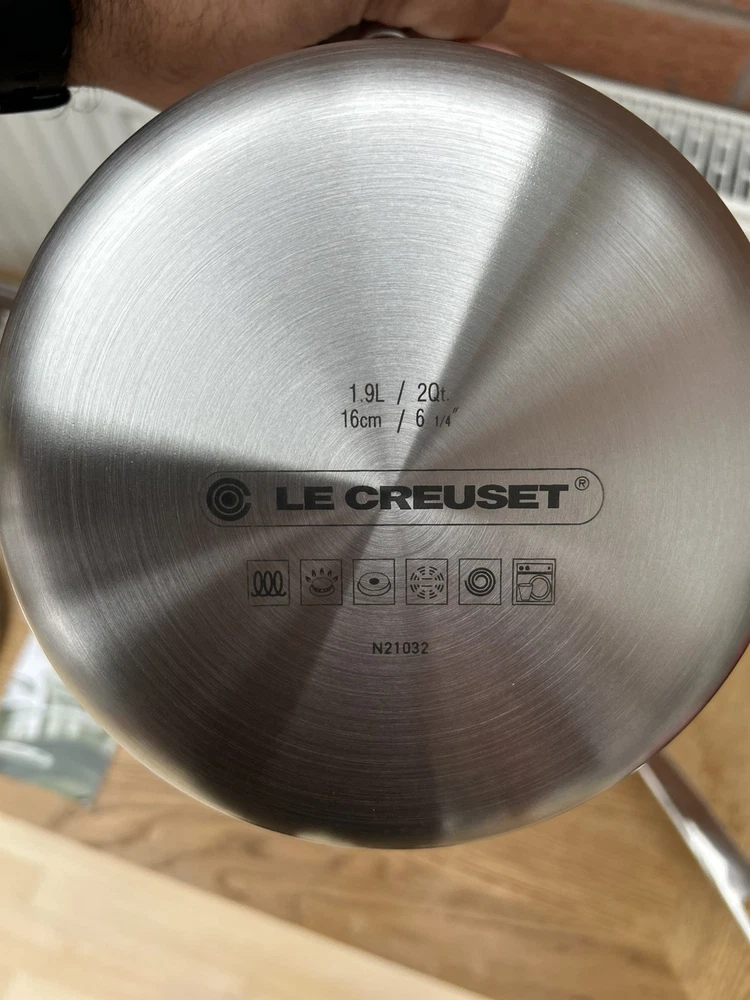 1.9L / 2Qt.
16cm / 6 1/4"
LE CREUSET®
N21032